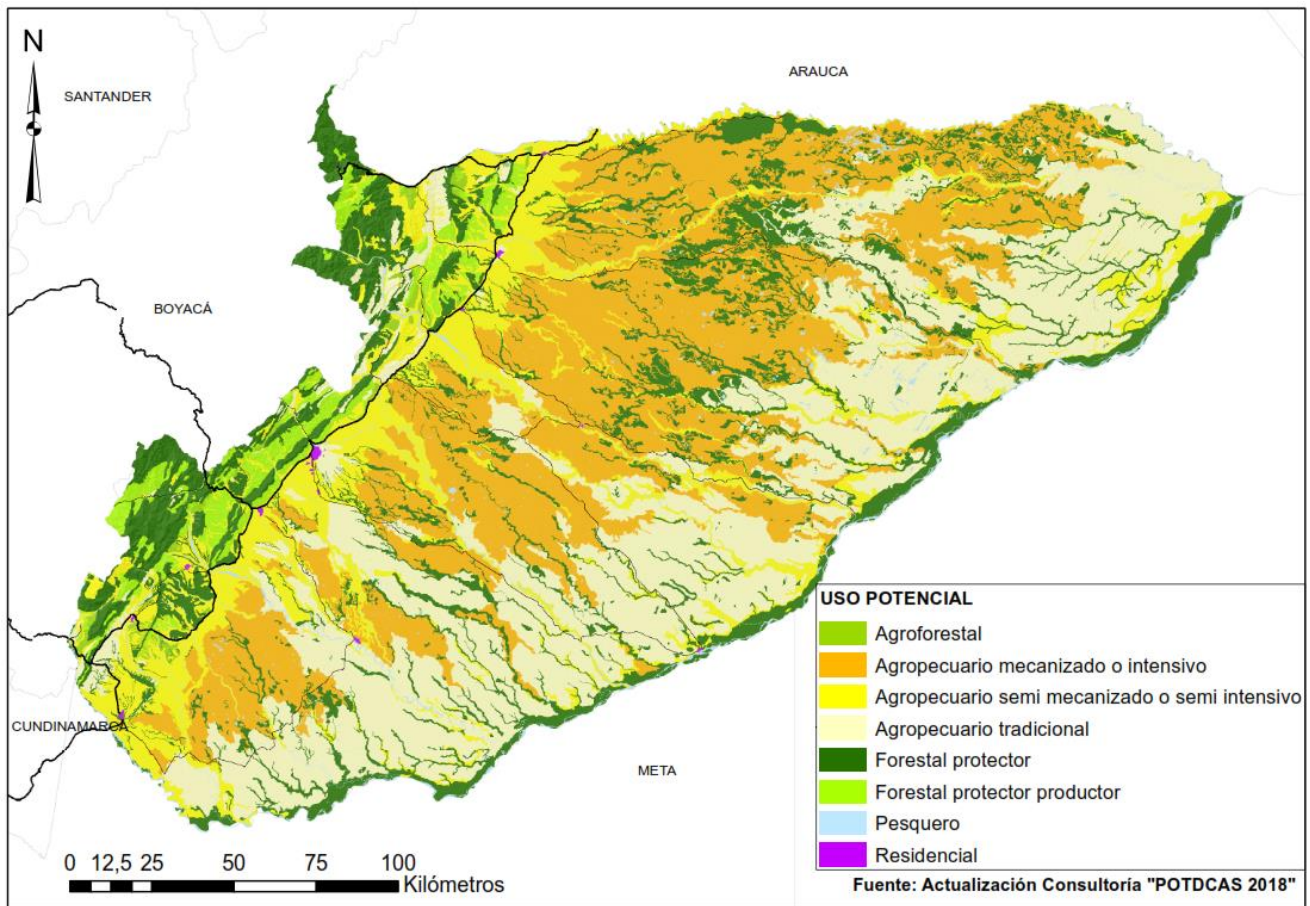 N
ARAUCA
SANTANDER
BOYACÁ
CUNDINAMARCA
META
USO POTENCIAL
Agroforestal
Agropecuario mecanizado o intensivo
Agropecuario semi mecanizado o semi intensivo
Agropecuario tradicional
Forestal protector
Forestal protector productor
Pesquero
Residencial
0 12,5 25 50 75 100
Kilómetros
Fuente: Actualización Consultoría "POTDCAS 2018"